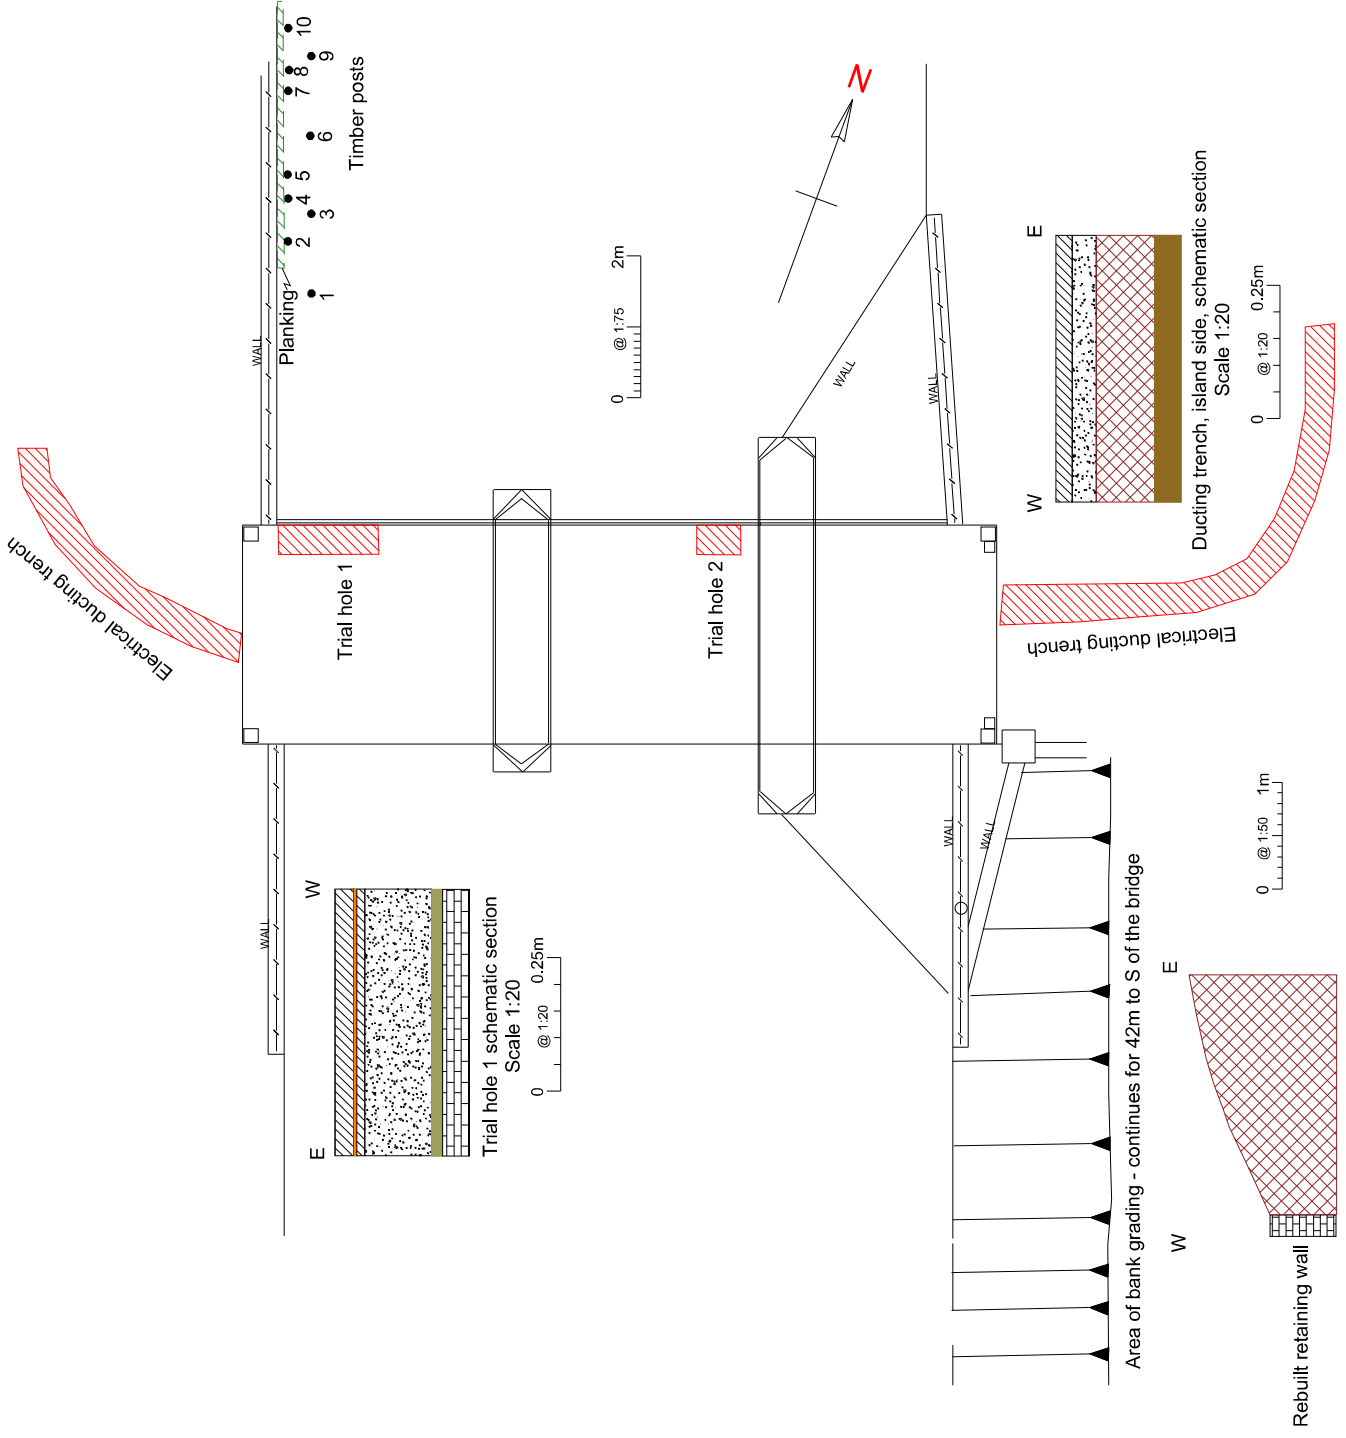 10
9
8
7
6
5
4
3
2
1
Timber posts
Planking
WALL
N
0 @ 1:75 2m
WALL
WALL
Electrical ducting trench
Trial hole 1
Trial hole 2
Electrical ducting trench
W E
Ducting trench, island side, schematic section
Scale 1:20
0 @ 1:20 0.25m
WALL
E W
Trial hole 1 schematic section
Scale 1:20
0 @ 1:20 0.25m
WALL
WALL
Area of bank grading - continues for 42m to S of the bridge
0 @ 1:50 1m
W E
Rebuilt retaining wall